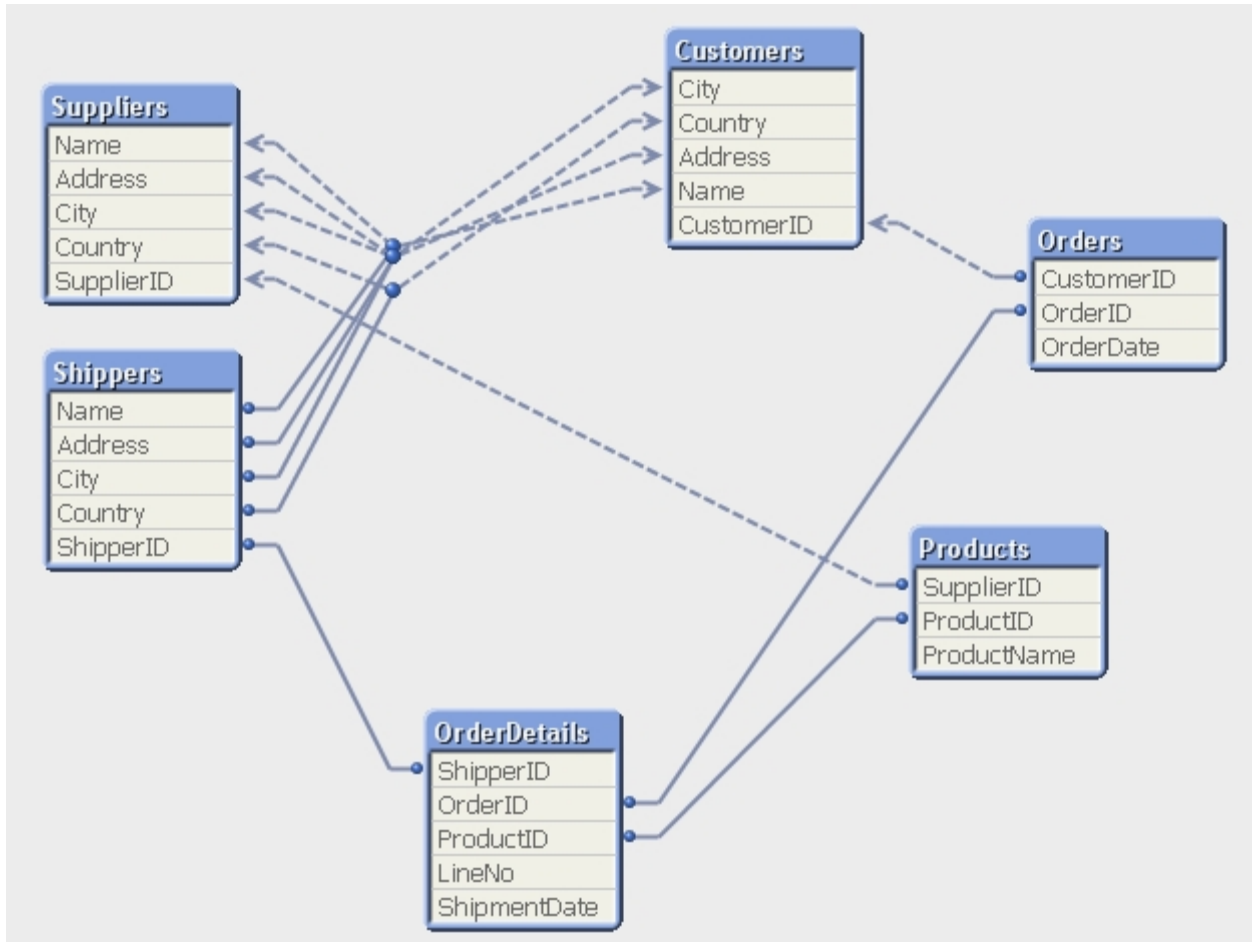 Suppliers
Name
Address
City
Country
SupplierID
Shippers
Name
Address
City
Country
ShipperID
Customers
City
Country
Address
Name
CustomerID
Orders
CustomerID
OrderID
OrderDate
Products
SupplierID
ProductID
ProductName
OrderDetails
ShipperID
OrderID
ProductID
LineNo
ShipmentDate